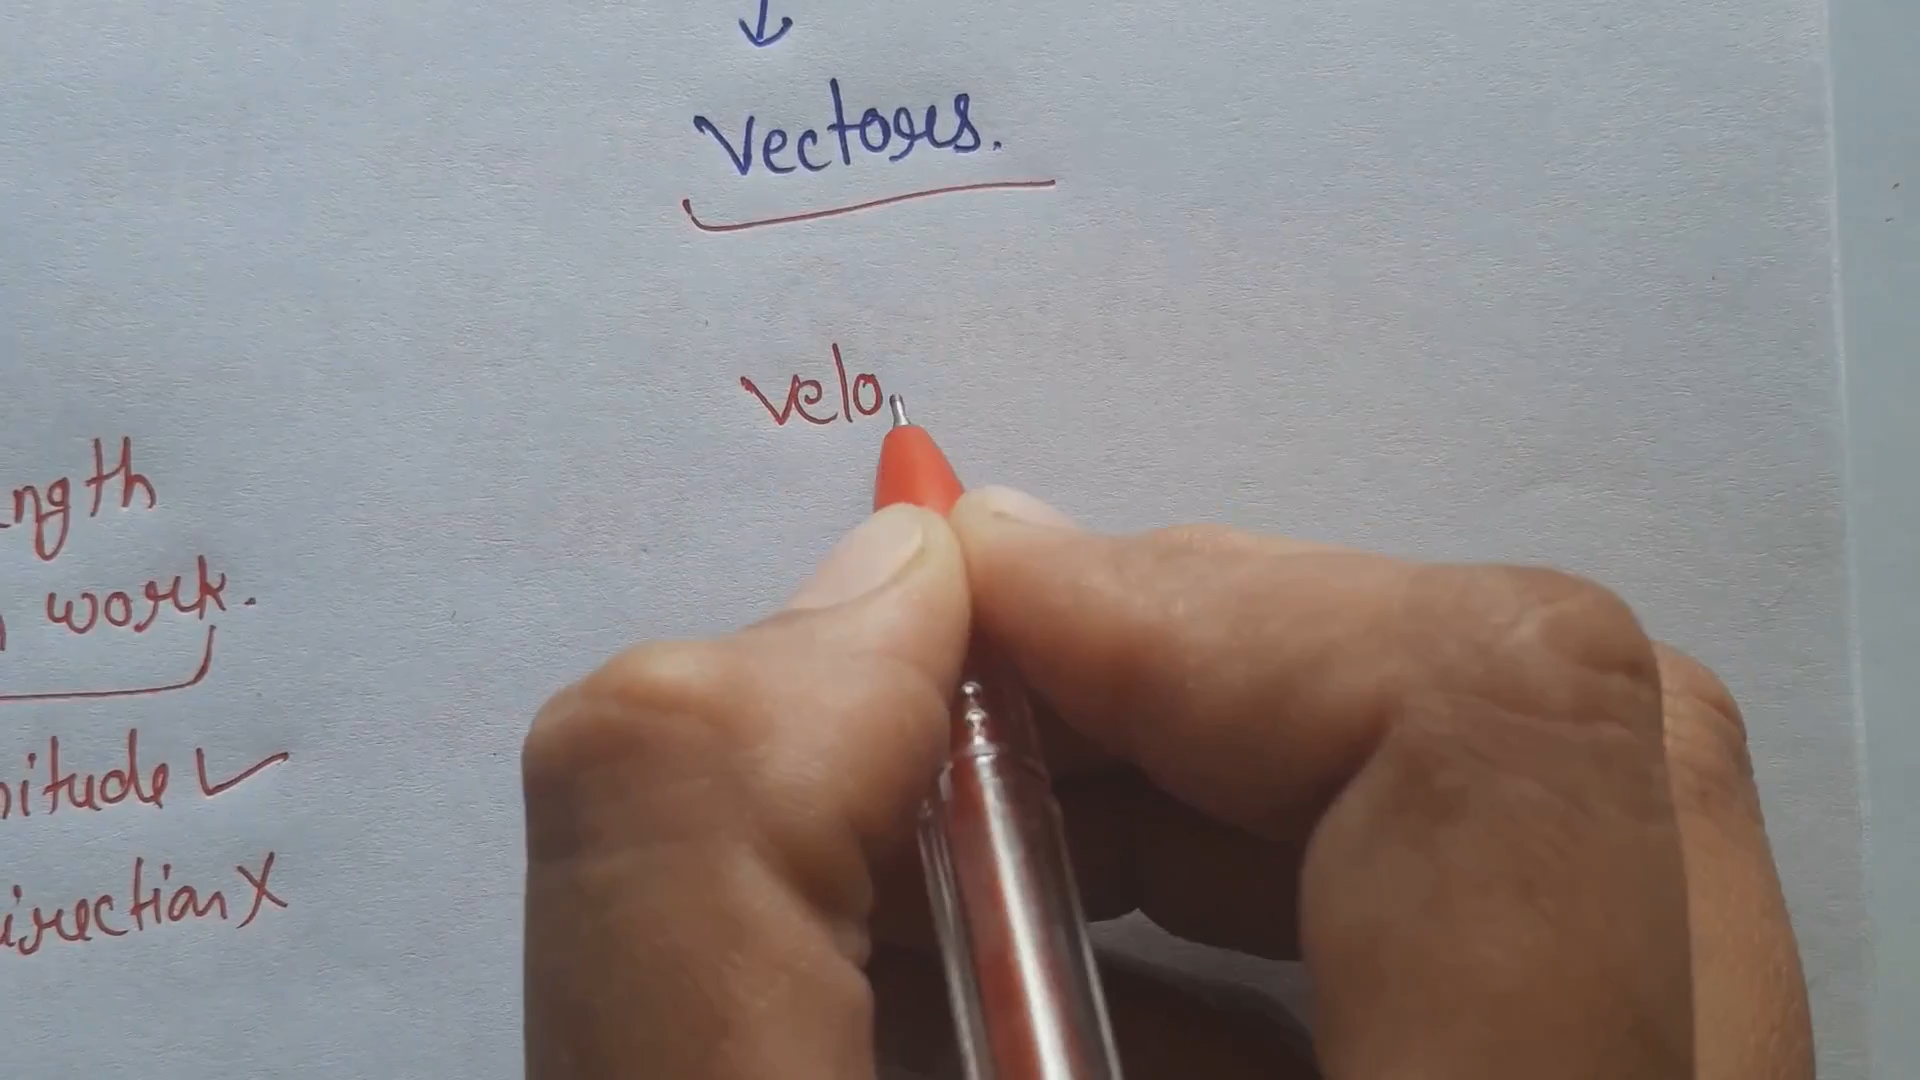 Vectors.
velo
ngth
work.
itude ✓
irection X